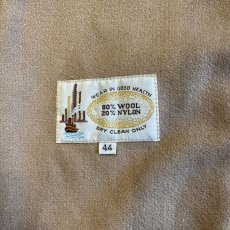 WEAR IN GOOD HEALTH
80% WOOL
20% NYLON
DRY CLEAN ONLY
44